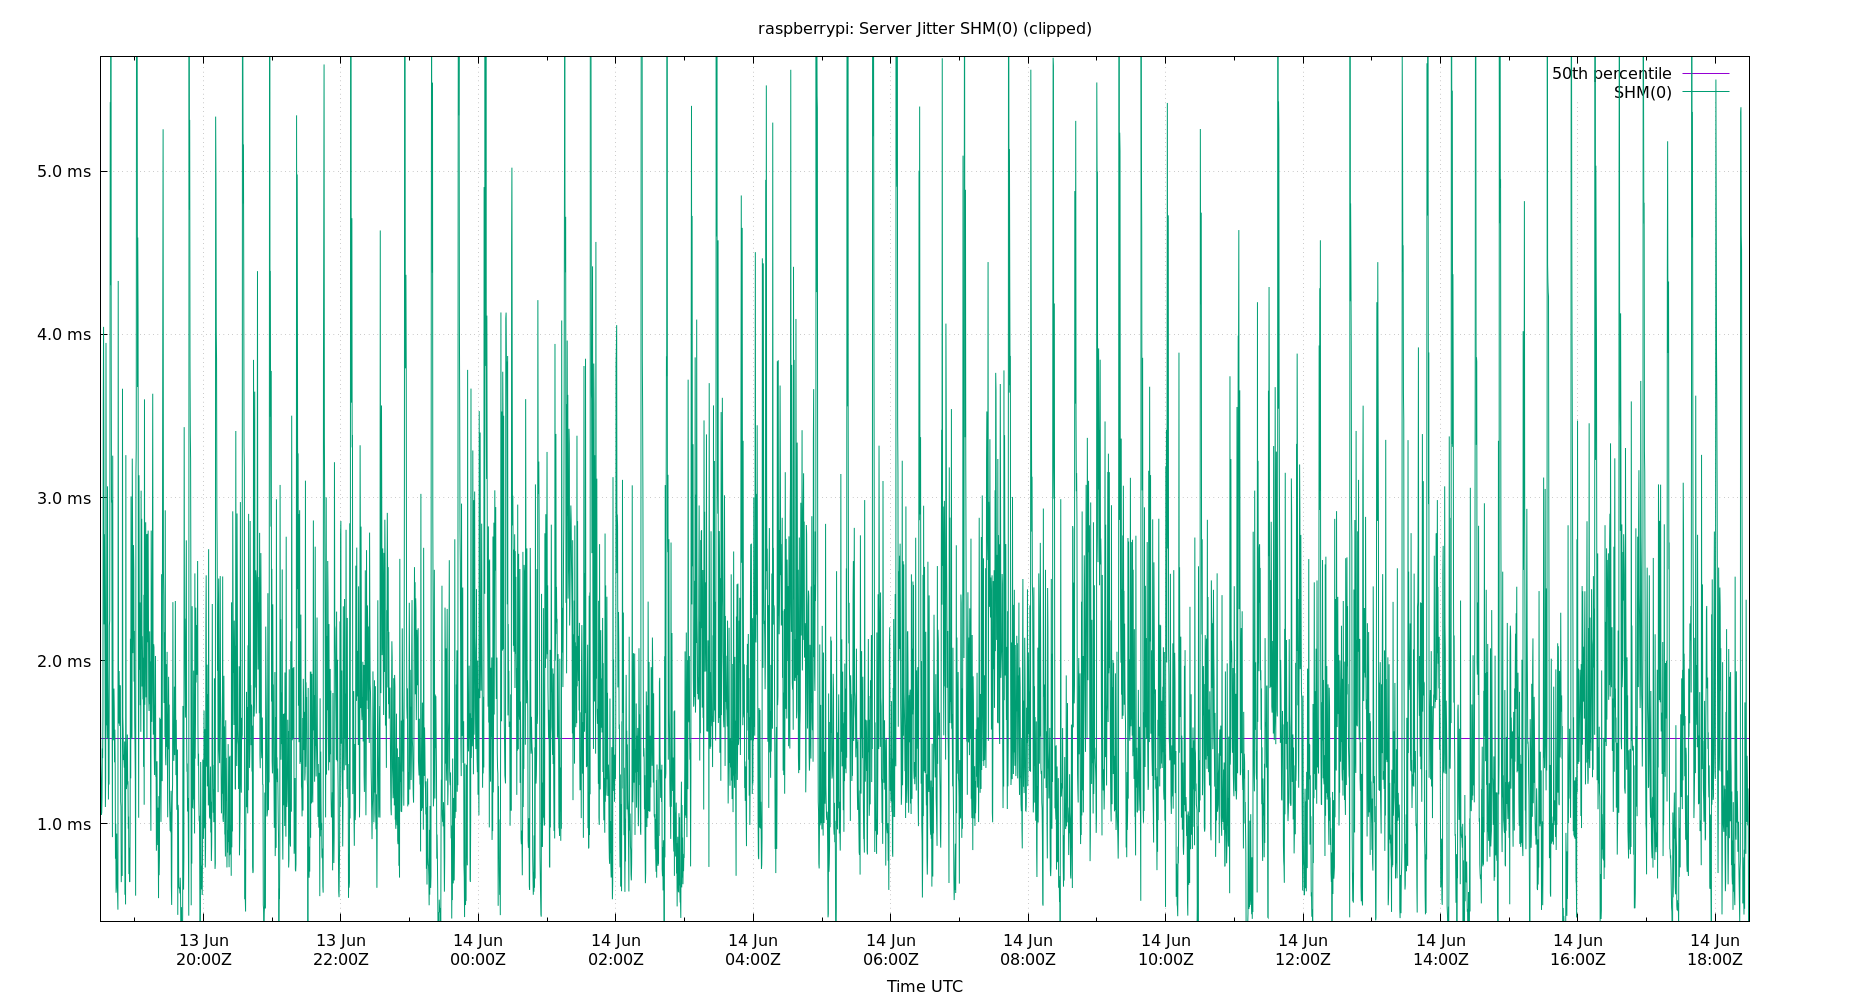 raspberrypi: Server Jitter SHM(0) (clipped)
50th percentile
SHM(0)
5.0 ms
4.0 ms
3.0 ms
2.0 ms
1.0 ms
13 Jun 13 Jun 14 Jun 14 Jun 14 Jun 14 Jun 14 Jun 14 Jun 14 Jun 14 Jun 14 Jun 14 Jun
20:00Z 22:00Z 00:00Z 02:00Z 04:00Z 06:00Z 08:00Z 10:00Z 12:00Z 14:00Z 16:00Z 18:00Z
Time UTC